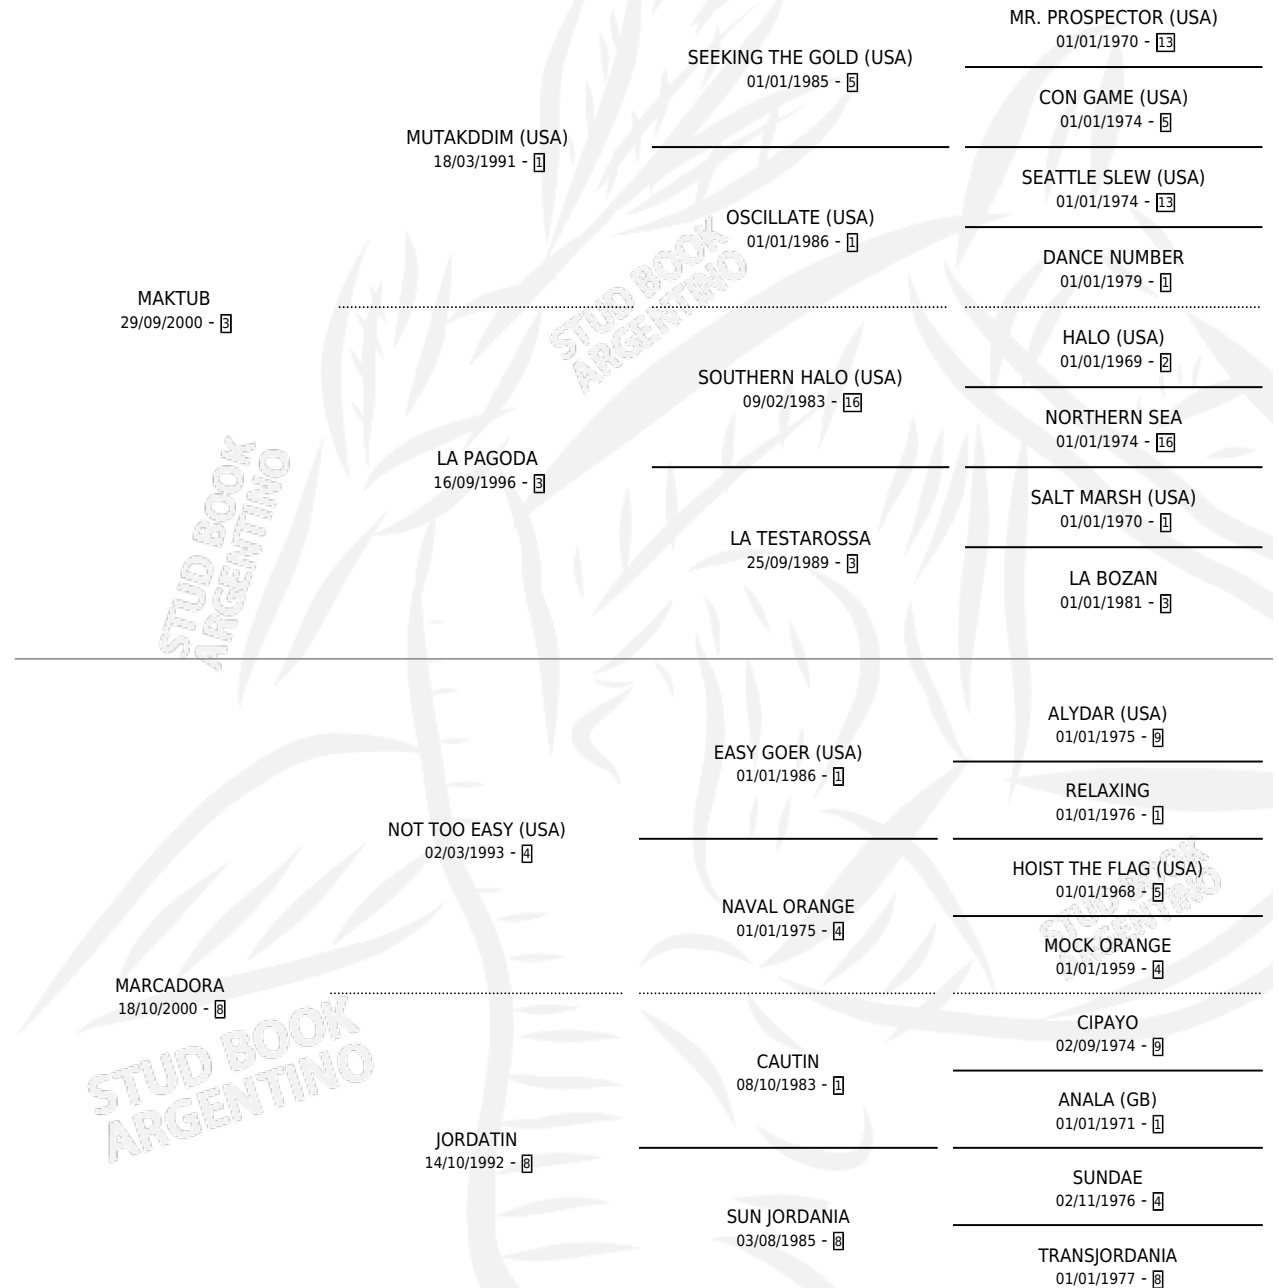 MR. PROSPECTOR (USA)
01/01/1970 - 13
SEEKING THE GOLD (USA)
01/01/1985 - 5
CON GAME (USA)
01/01/1974 - 5
MUTAKDDIM (USA)
18/03/1991 - 1
SEATTLE SLEW (USA)
01/01/1974 - 13
OSCILLATE (USA)
01/01/1986 - 1
DANCE NUMBER
01/01/1979 - 1
MAKTUB
29/09/2000 - 3
STUD BOOK
ARGENTINO
HALO (USA)
01/01/1969 - 2
SOUTHERN HALO (USA)
09/02/1983 - 16
NORTHERN SEA
01/01/1974 - 16
LA PAGODA
16/09/1996 - 3
SALT MARSH (USA)
01/01/1970 - 1
LA TESTAROSSA
25/09/1989 - 3
LA BOZAN
01/01/1981 - 3
STUD BOOK
ARGENTINO
ALYDAR (USA)
01/01/1975 - 9
EASY GOER (USA)
01/01/1986 - 1
RELAXING
01/01/1976 - 1
NOT TOO EASY (USA)
02/03/1993 - 4
HOIST THE FLAG (USA)
01/01/1968 - 5
NAVAL ORANGE
01/01/1975 - 4
STUD BOOK
ARGENTINO
MOCK ORANGE
01/01/1959 - 4
MARCADORA
18/10/2000 - 8
CIPAYO
02/09/1974 - 9
CAUTIN
08/10/1983 - 1
STUD BOOK
ARGENTINO
ANALA (GB)
01/01/1971 - 1
JORDATIN
14/10/1992 - 8
SUNDAE
02/11/1976 - 4
SUN JORDANIA
03/08/1985 - 8
TRANSJORDANIA
01/01/1977 - 8